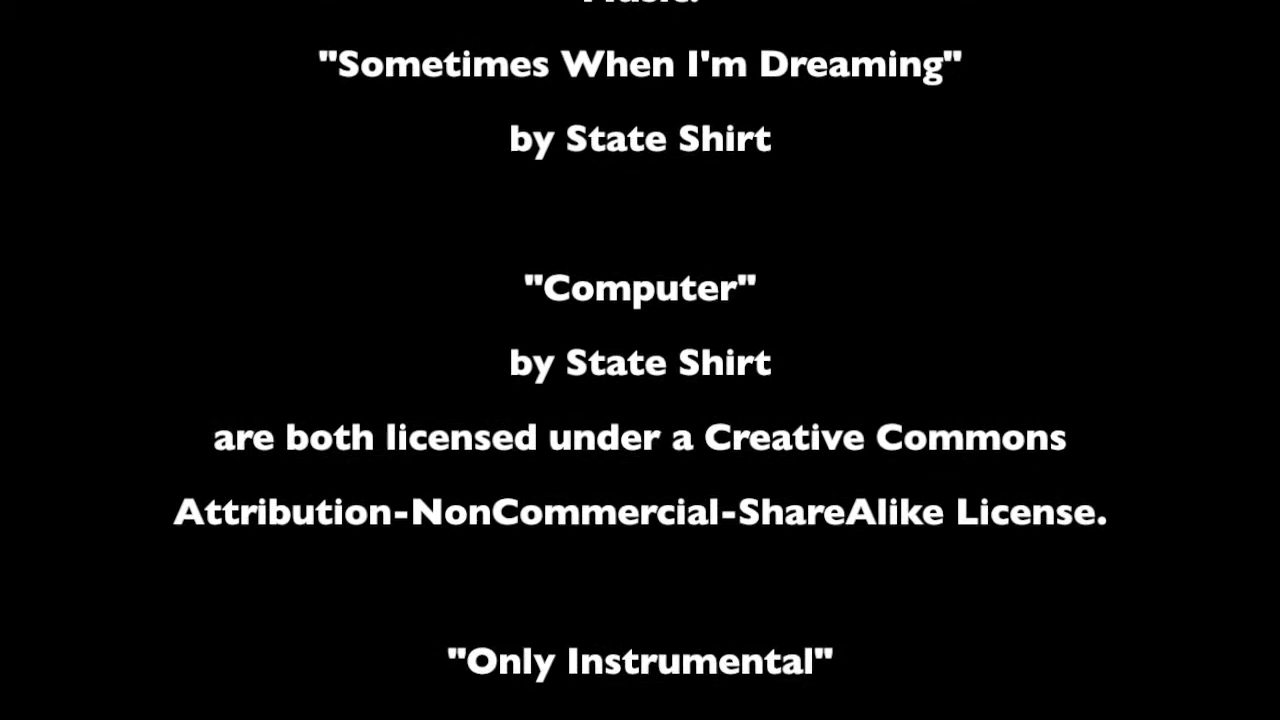 Music:
"Sometimes When I'm Dreaming"
by State Shirt
"Computer"
by State Shirt
are both licensed under a Creative Commons
Attribution-NonCommercial-ShareAlike License.
"Only Instrumental"